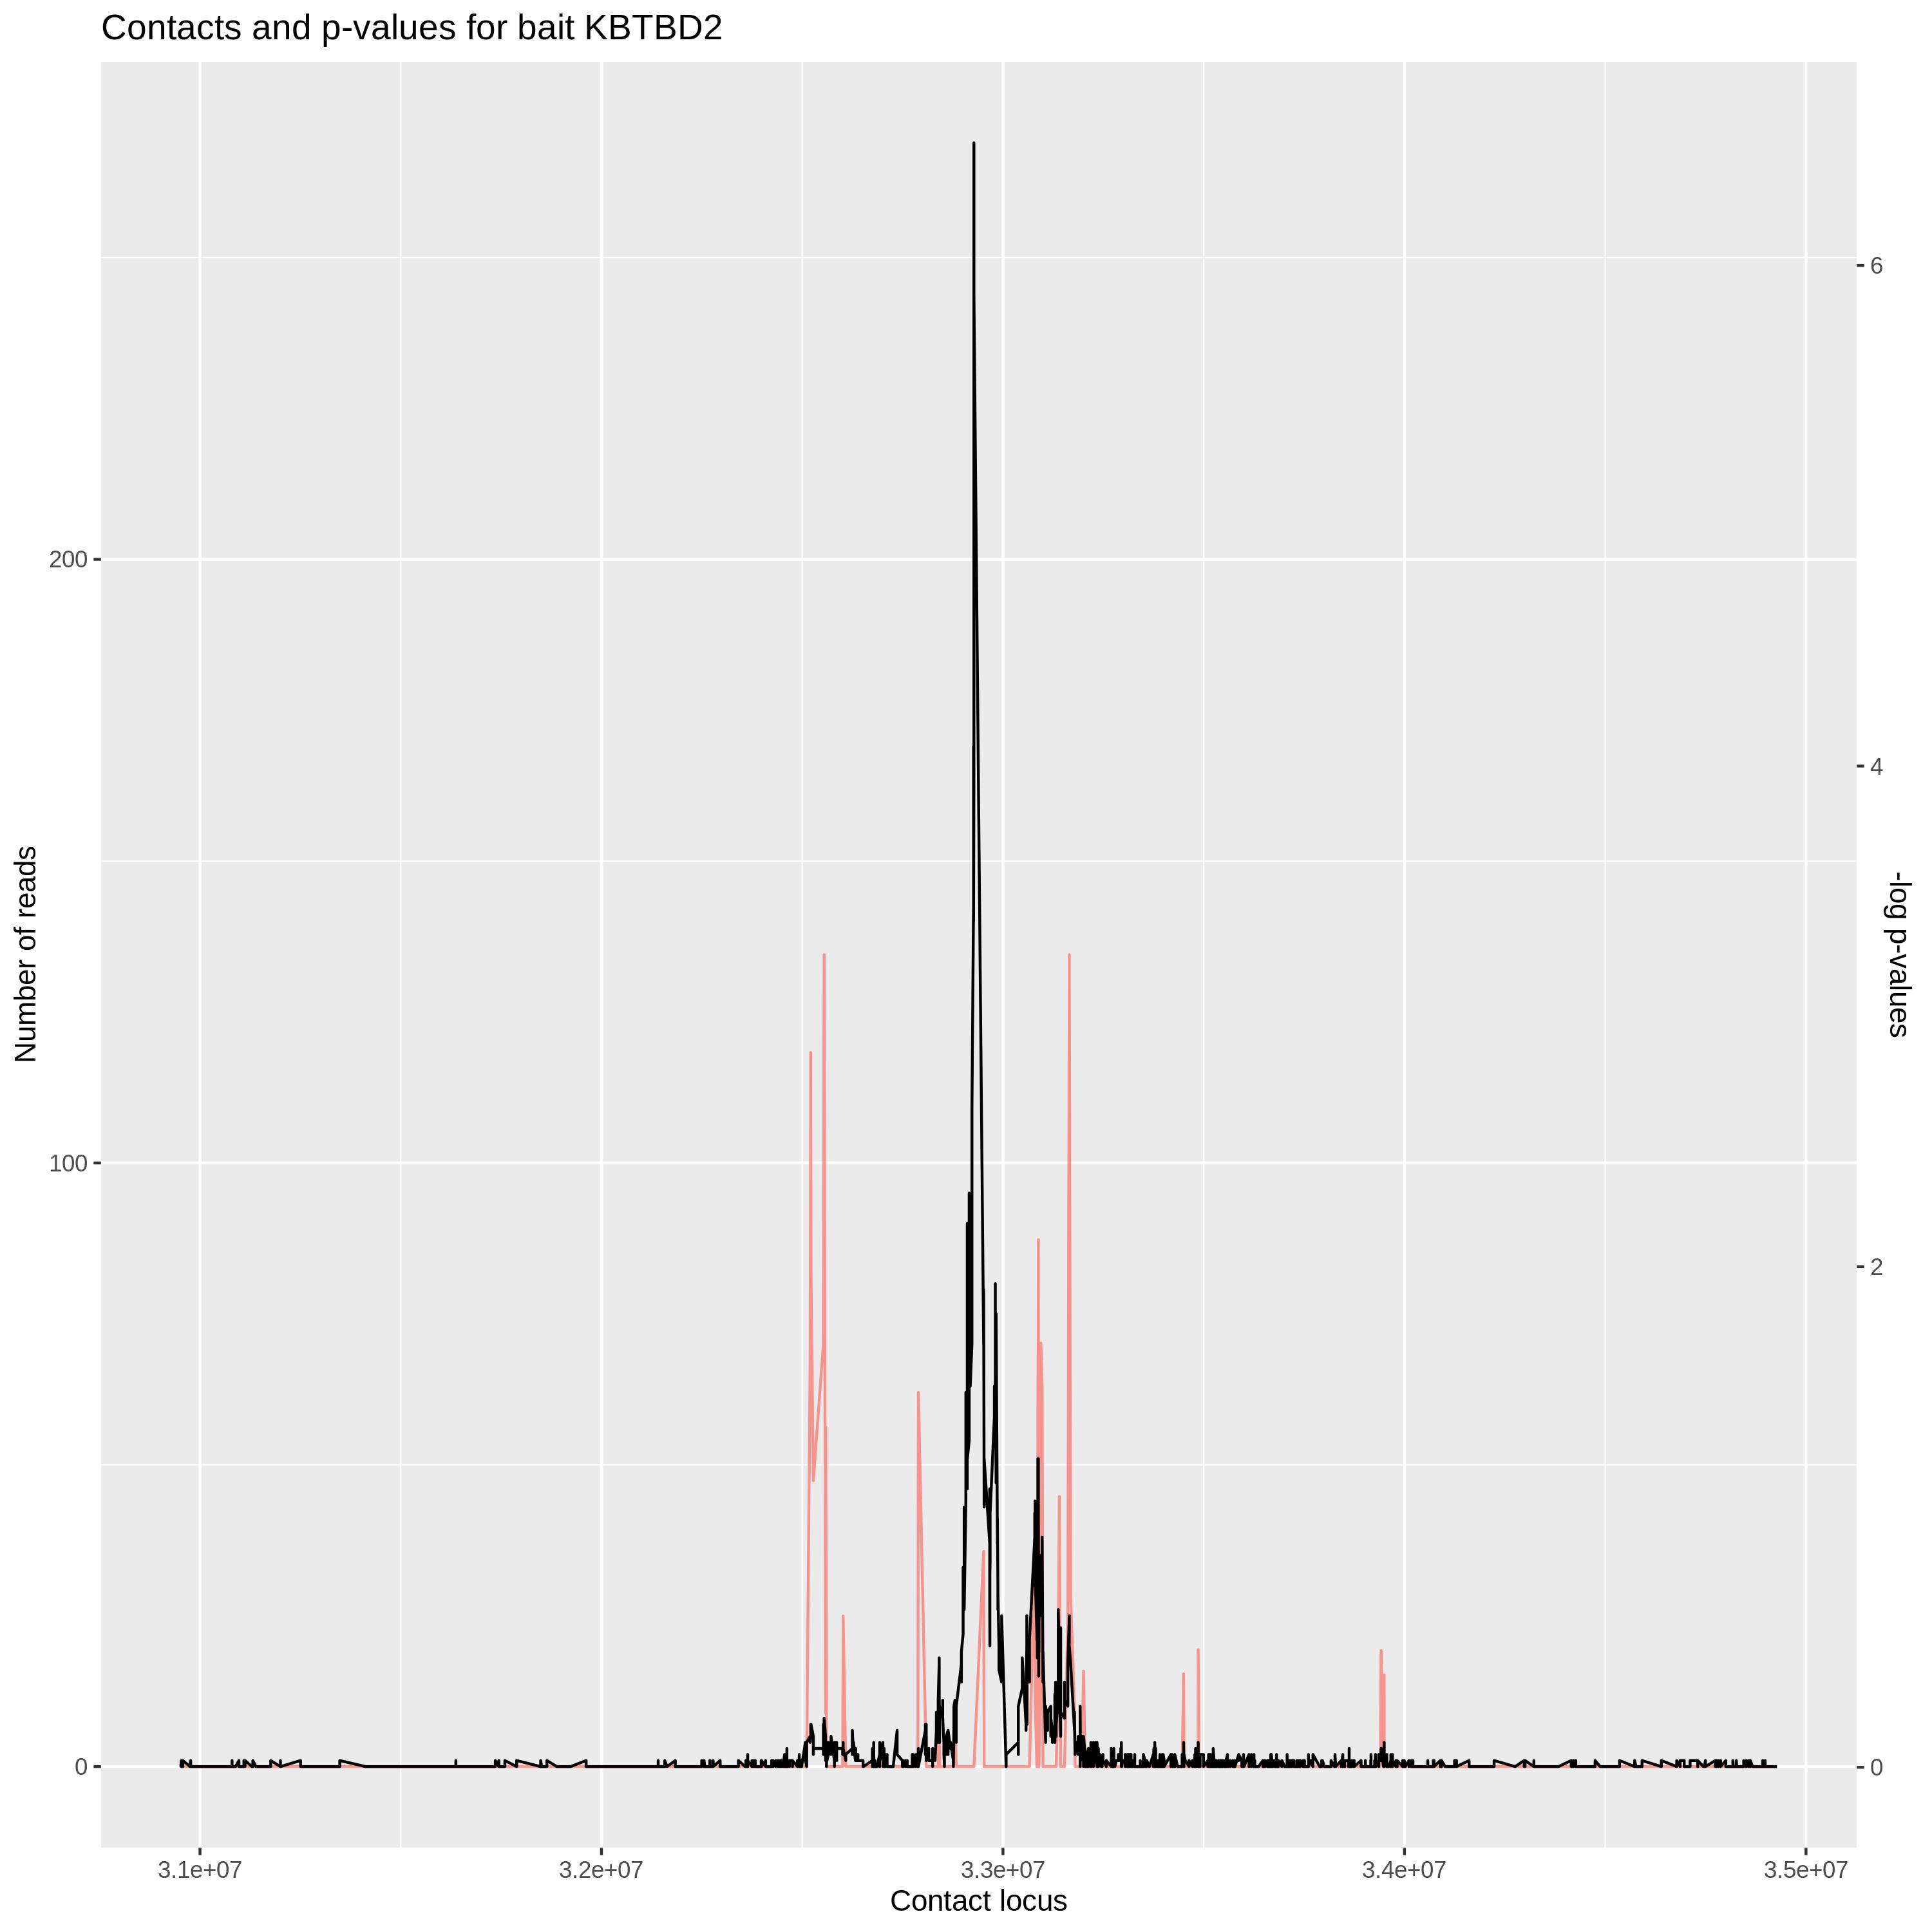 Contacts and p-values for bait KBTBD2
Number of reads
200
100
0
6
4
2
0
-log p-values
3.1e+07
3.2e+07
3.3e+07
3.4e+07
3.5e+07
Contact locus